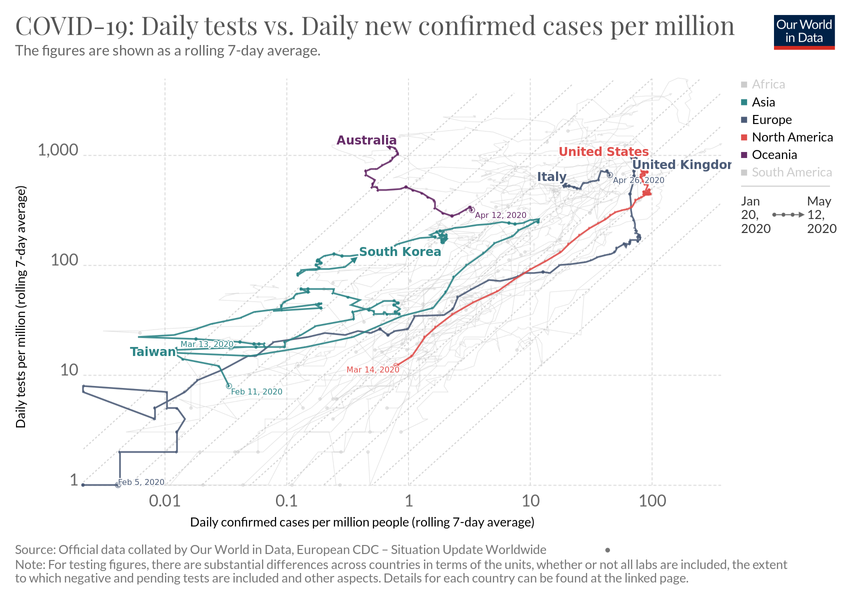 COVID-19: Daily tests vs. Daily new confirmed cases per million
The figures are shown as a rolling 7-day average.
Our World
in Data
Africa
Asia
Europe
North America
Oceania
South America
Jan
20,
2020
May
12,
2020
Daily tests per million (rolling 7-day average)
1,000
100
10
1
Australia
Apr 12, 2020
United States
United Kingdor
Italy
Apr 26, 2020
South Korea
Mar 13, 2020
Taiwan
Feb 11, 2020
Mar 14, 2020
Feb 5, 2020
0.01
0.1
1
10
100
Daily confirmed cases per million people (rolling 7-day average)
Source: Official data collated by Our World in Data, European CDC – Situation Update Worldwide
Note: For testing figures, there are substantial differences across countries in terms of the units, whether or not all labs are included, the extent
to which negative and pending tests are included and other aspects. Details for each country can be found at the linked page.